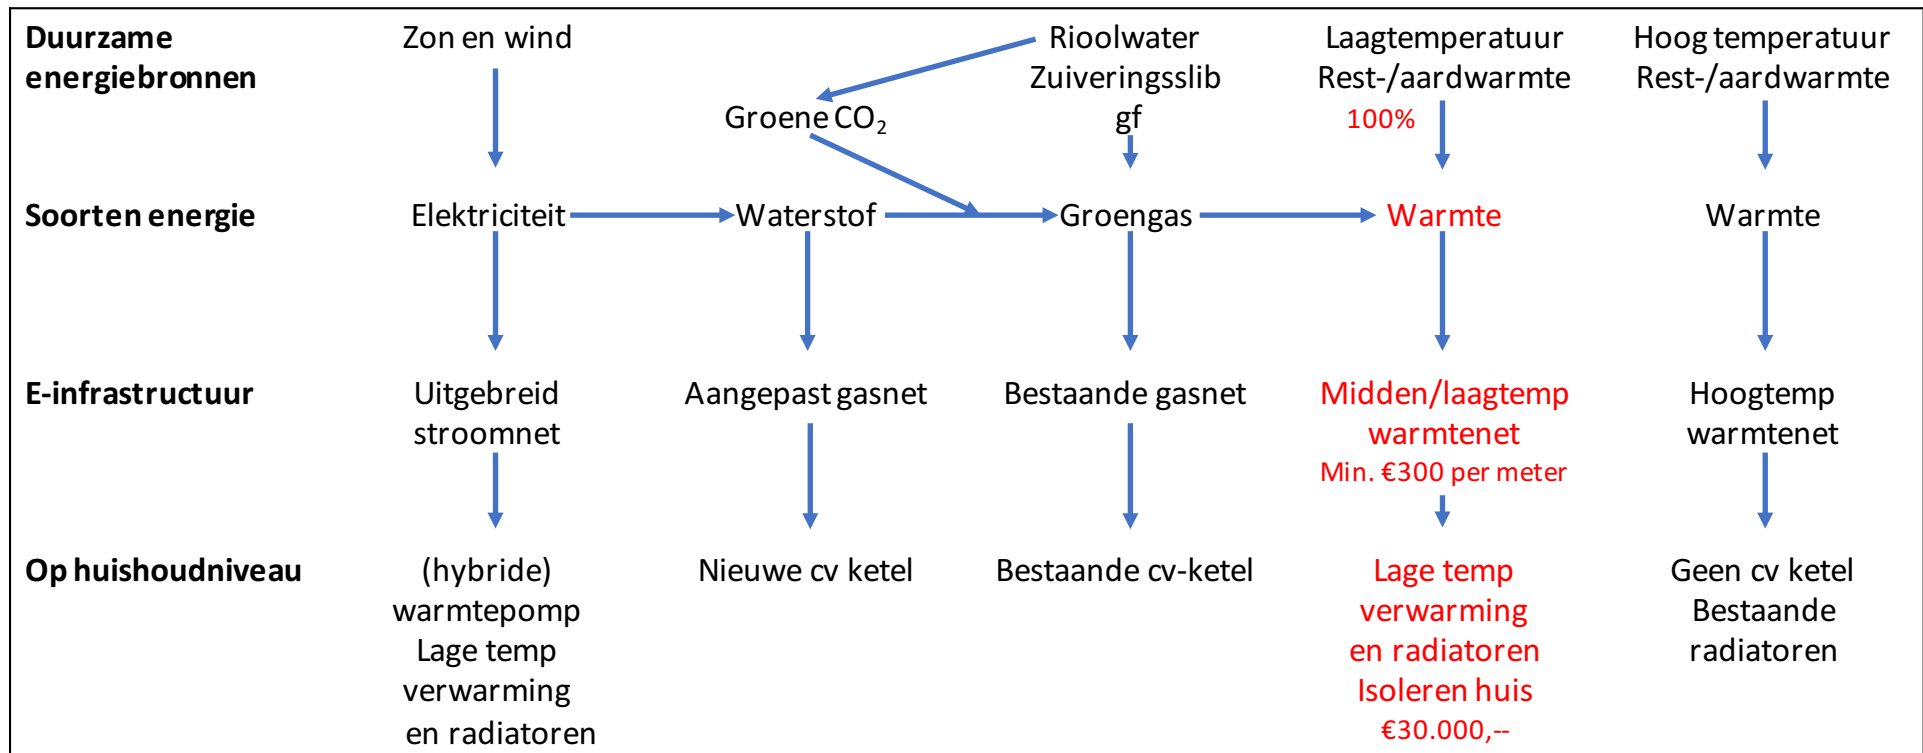 Duurzame
energiebronnen
Zon en wind
Groene CO₂
Rioolwater
Zuiveringsslib
gf
Laagtemperatuur
Rest-/aardwarmte
100%
Hoog temperatuur
Rest-/aardwarmte
Soorten energie
Elektriciteit
Waterstof
Groengas
Warmte
Warmte
E-infrastructuur
Uitgebreid
stroomnet
Aangepast gasnet
Bestaande gasnet
Midden/laagtemp
warmtenet
Min. €300 per meter
Hoogtemp
warmtenet
Op huishoudniveau
(hybride)
warmtepomp
Lage temp
verwarming
en radiatoren
Nieuwe cv ketel
Bestaande cv-ketel
Lage temp
verwarming
en radiatoren
Isoleren huis
€30.000,--
Geen cv ketel
Bestaande
radiatoren